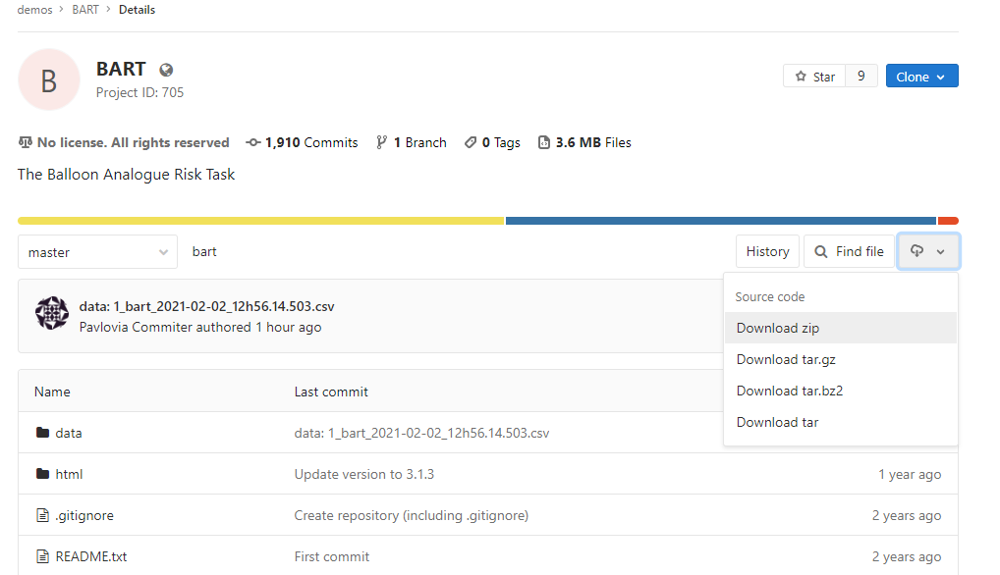 demos > BART > Details
B
BART
Project ID: 705
Star 9 Clone
No license. All rights reserved 1,910 Commits 1 Branch 0 Tags 3.6 MB Files
The Balloon Analogue Risk Task
master bart History Find file
Source code
Download zip
Download tar.gz
Download tar.bz2
Download tar
data: 1_bart_2021-02-02_12h56.14.503.csv
Pavlovia Commiter authored 1 hour ago
Name Last commit
data data: 1_bart_2021-02-02_12h56.14.503.csv
html Update version to 3.1.3 1 year ago
.gitignore Create repository (including .gitignore) 2 years ago
README.txt First commit 2 years ago